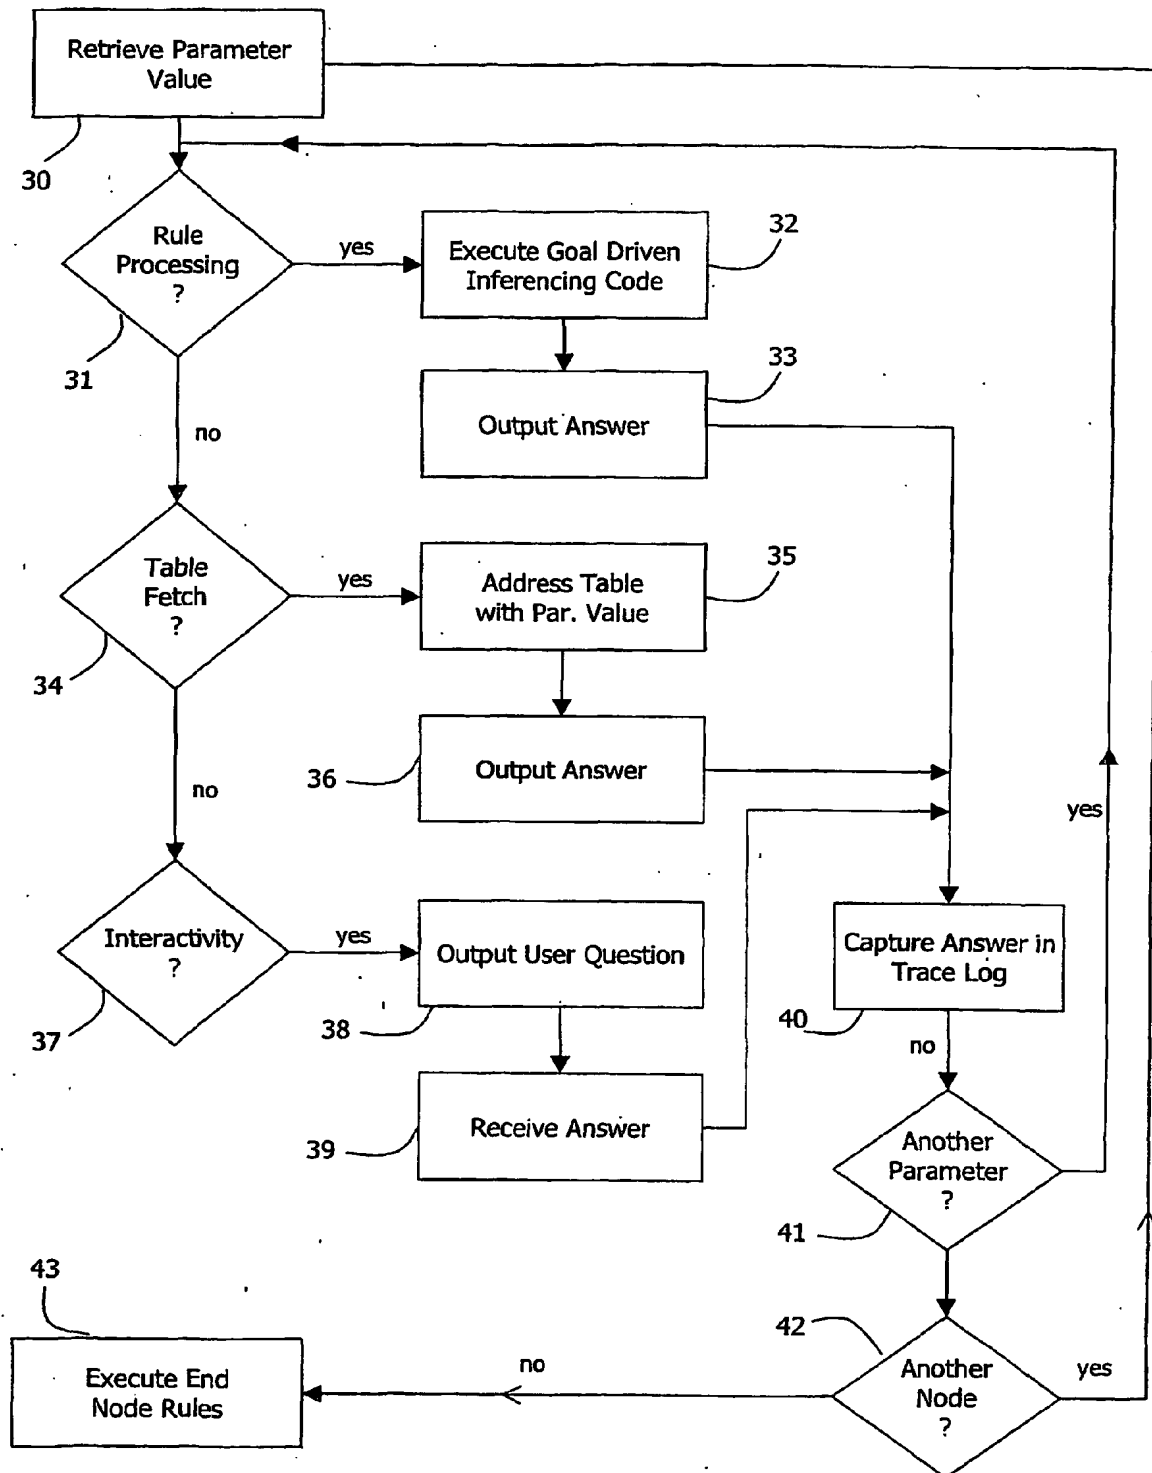 Retrieve Parameter
Value
30
Rule
Processing
?
31
yes
Execute Goal Driven
Inferencing Code
32
33
Output Answer
no
Table
Fetch
?
34
yes
Address Table
with Par. Value
35
36
Output Answer
no
Interactivity
?
37
yes
Output User Question
38
39
Receive Answer
Capture Answer in
Trace Log
40
no
Another
Parameter
?
41
yes
42
Another
Node
?
yes
no
43
Execute End
Node Rules